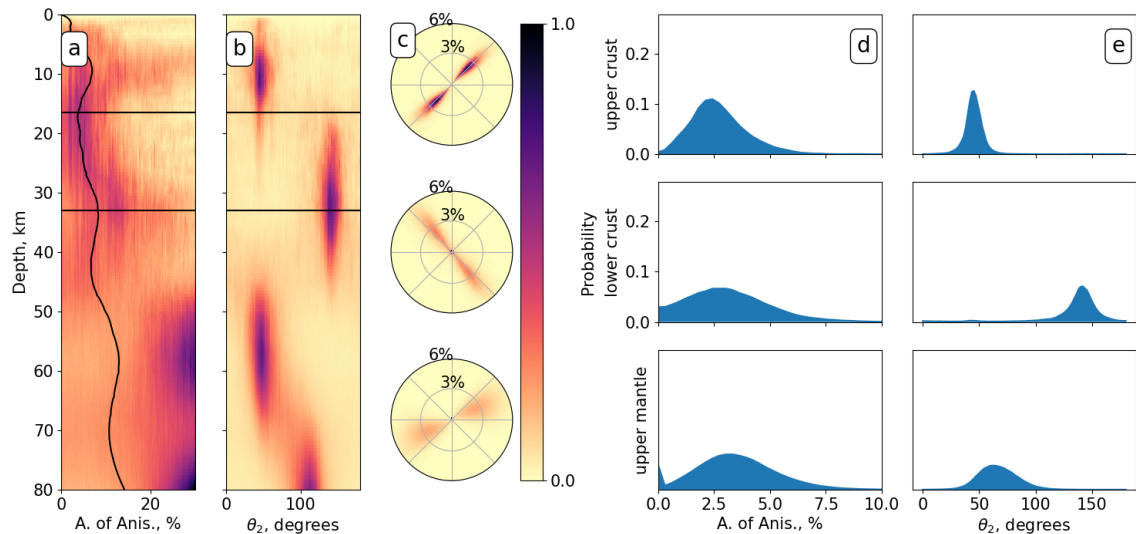 a
b
c
d
e
0
10
20
30
40
50
60
70
80
Depth, km
0
20
A. of Anis., %
0
100
θ₂, degrees
6%
3%
6%
3%
6%
3%
1.0
0.0
upper crust
0.2
0.1
0.0
Probability
lower crust
0.2
0.1
0.0
upper mantle
0.0
2.5
5.0
7.5
10.0
A. of Anis., %
0
50
100
150
θ₂, degrees